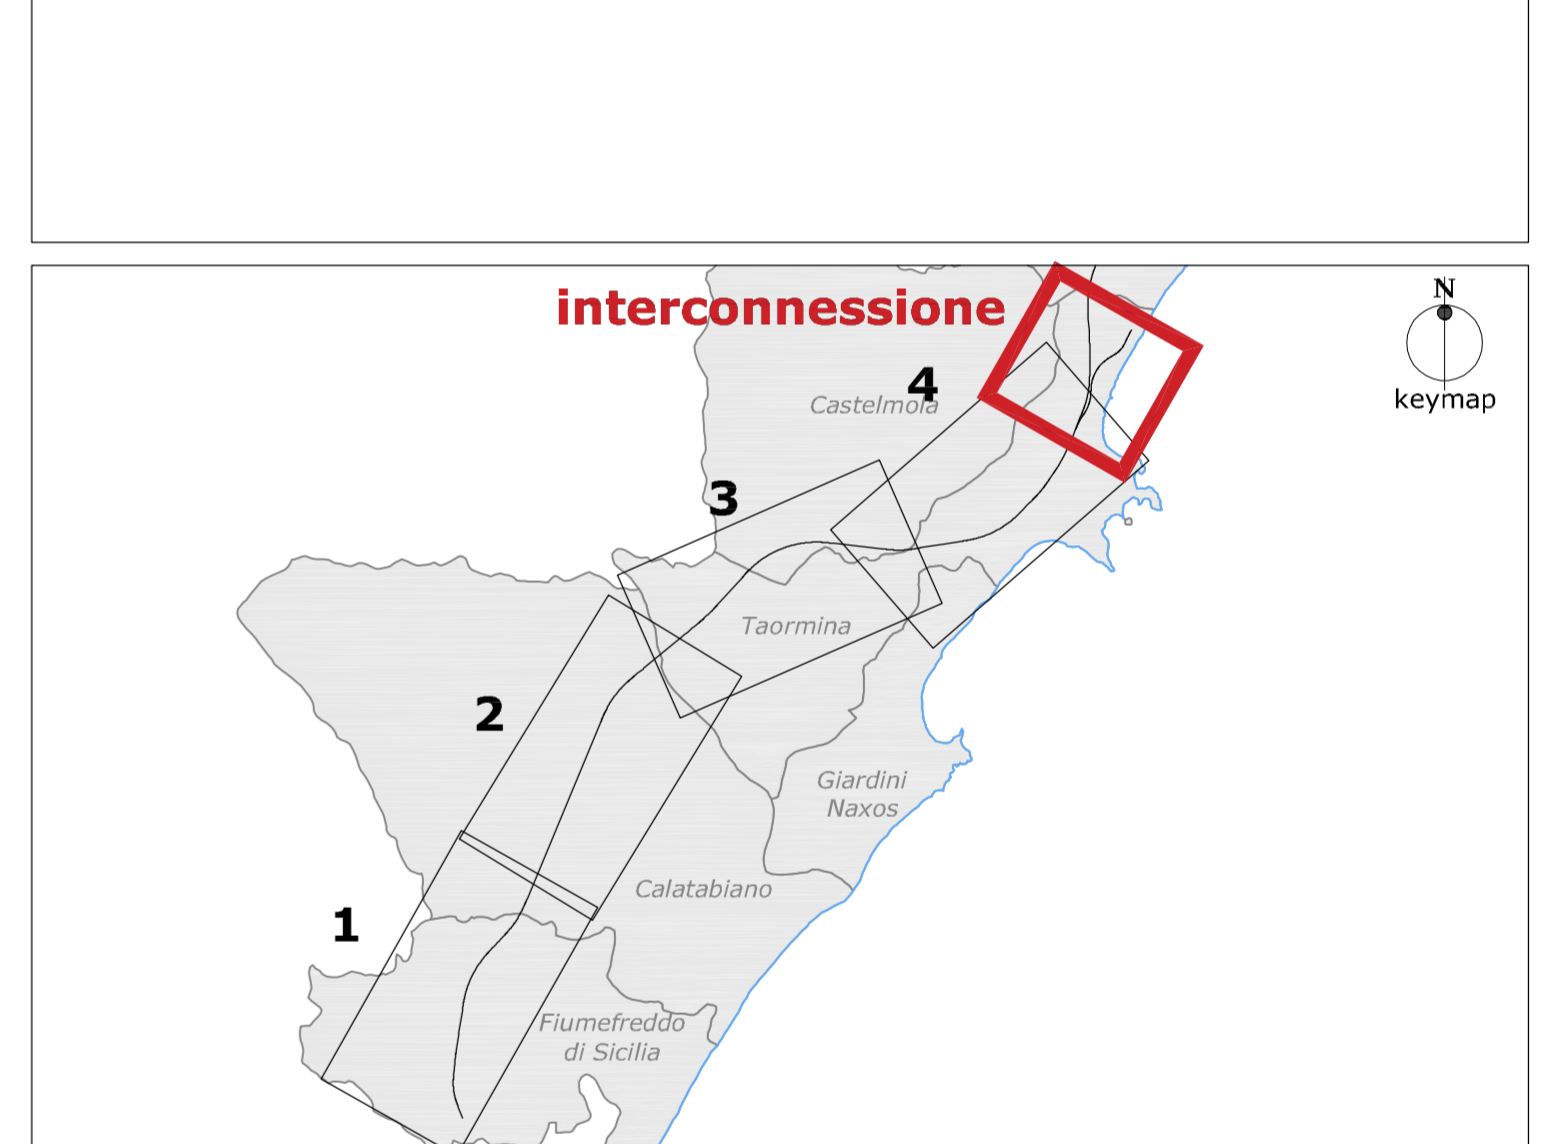 interconnessione
N
keymap
4
Castelmola
3
Taormina
2
Giardini
Naxos
Calatabiano
1
Fiumefreddo
di Sicilia